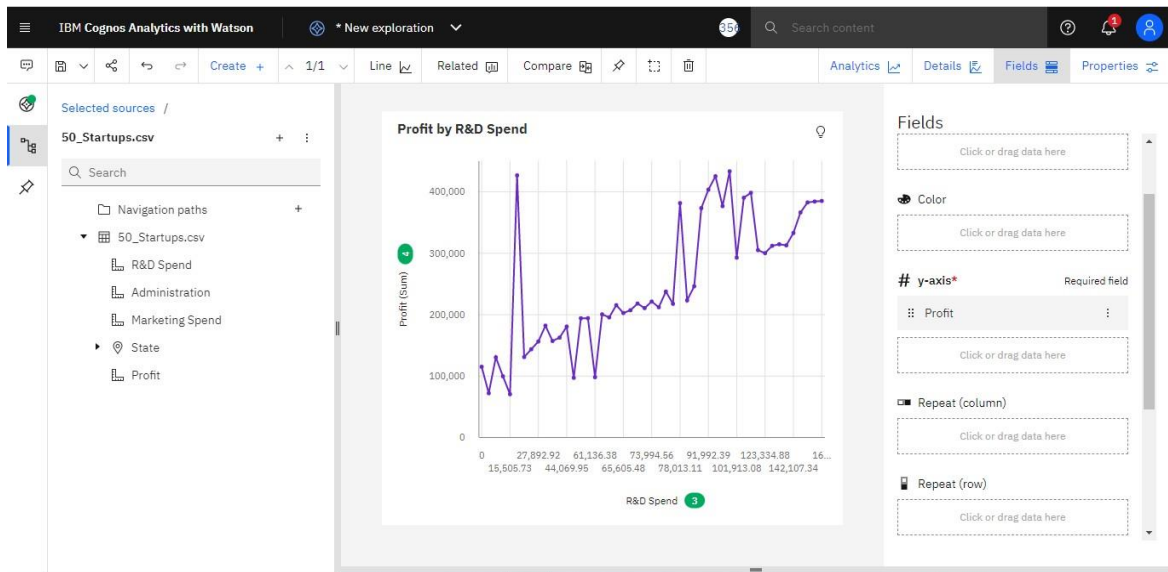 IBM Cognos Analytics with Watson
* New exploration
356
Search content
1
Create +
1/1
Line
Related
Compare
Analytics
Details
Fields
Properties
Selected sources /
50_Startups.csv
Search
Navigation paths
50_Startups.csv
R&D Spend
Administration
Marketing Spend
State
Profit
Profit by R&D Spend
400,000
300,000
200,000
100,000
0
Profit (Sum)
0 27,892.92 61,136.38 73,994.56 91,992.39 123,334.88 16...
15,505.73 44,069.95 65,605.48 78,013.11 101,913.08 142,107.34
R&D Spend 3
Fields
Click or drag data here
Color
Click or drag data here
# y-axis* Required field
Profit
Click or drag data here
Repeat (column)
Click or drag data here
Repeat (row)
Click or drag data here